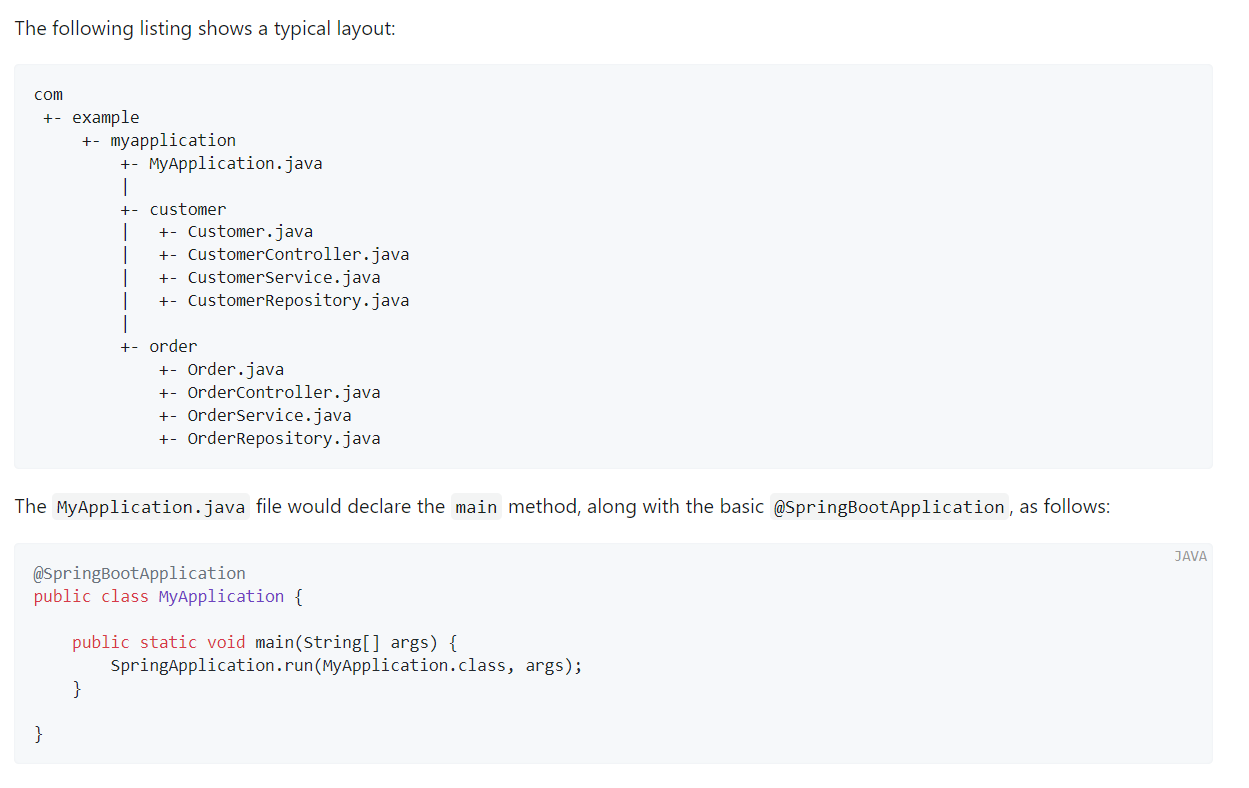 The following listing shows a typical layout:
com
 +- example
     +- myapplication
         +- MyApplication.java
         |
         +- customer
         |   +- Customer.java
         |   +- CustomerController.java
         |   +- CustomerService.java
         |   +- CustomerRepository.java
         |
         +- order
             +- Order.java
             +- OrderController.java
             +- OrderService.java
             +- OrderRepository.java
The MyApplication.java file would declare the main method, along with the basic @SpringBootApplication, as follows:
JAVA
@SpringBootApplication
public class MyApplication {
    public static void main(String[] args) {
        SpringApplication.run(MyApplication.class, args);
    }
}